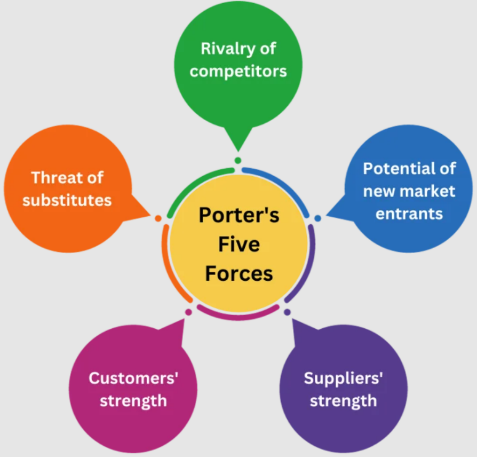 Rivalry of
competitors
Threat of
substitutes
Potential of
new market
entrants
Porter's
Five
Forces
Customers'
strength
Suppliers'
strength